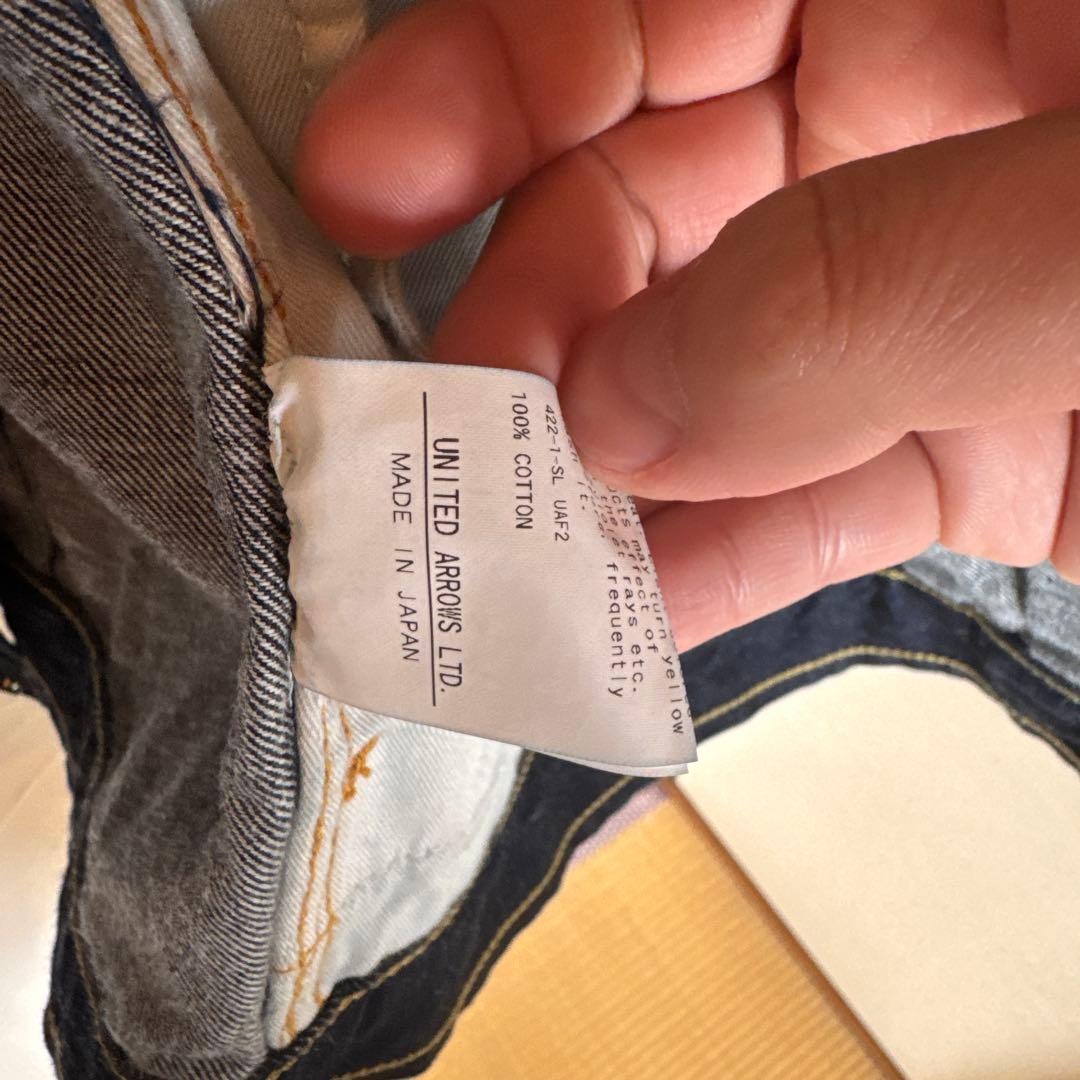 turn yellow
may
effect of
rays etc.
frequently
422-1-SL UAF2
100% COTTON
UNITED ARROWS LTD.
MADE IN JAPAN